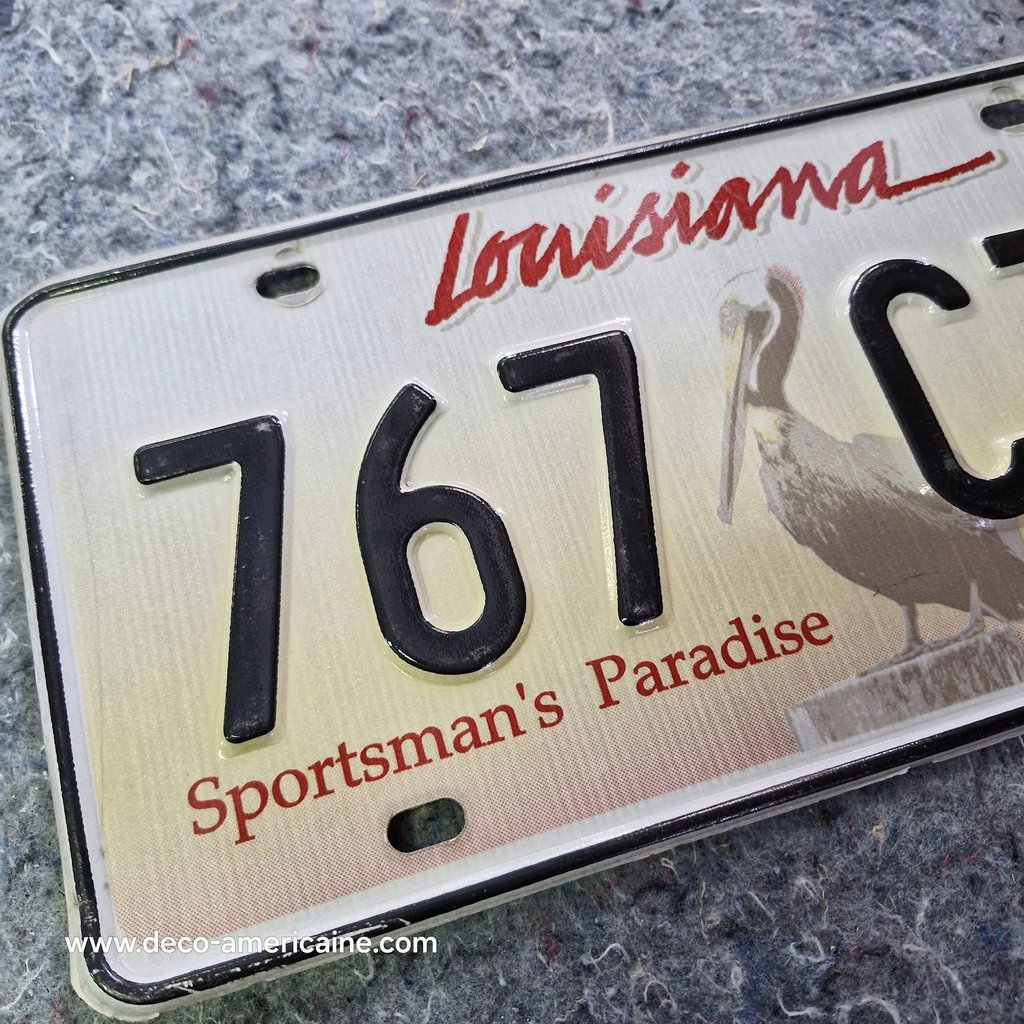 Louisiana
767 C
Sportsman's Paradise
www.deco-americaine.com